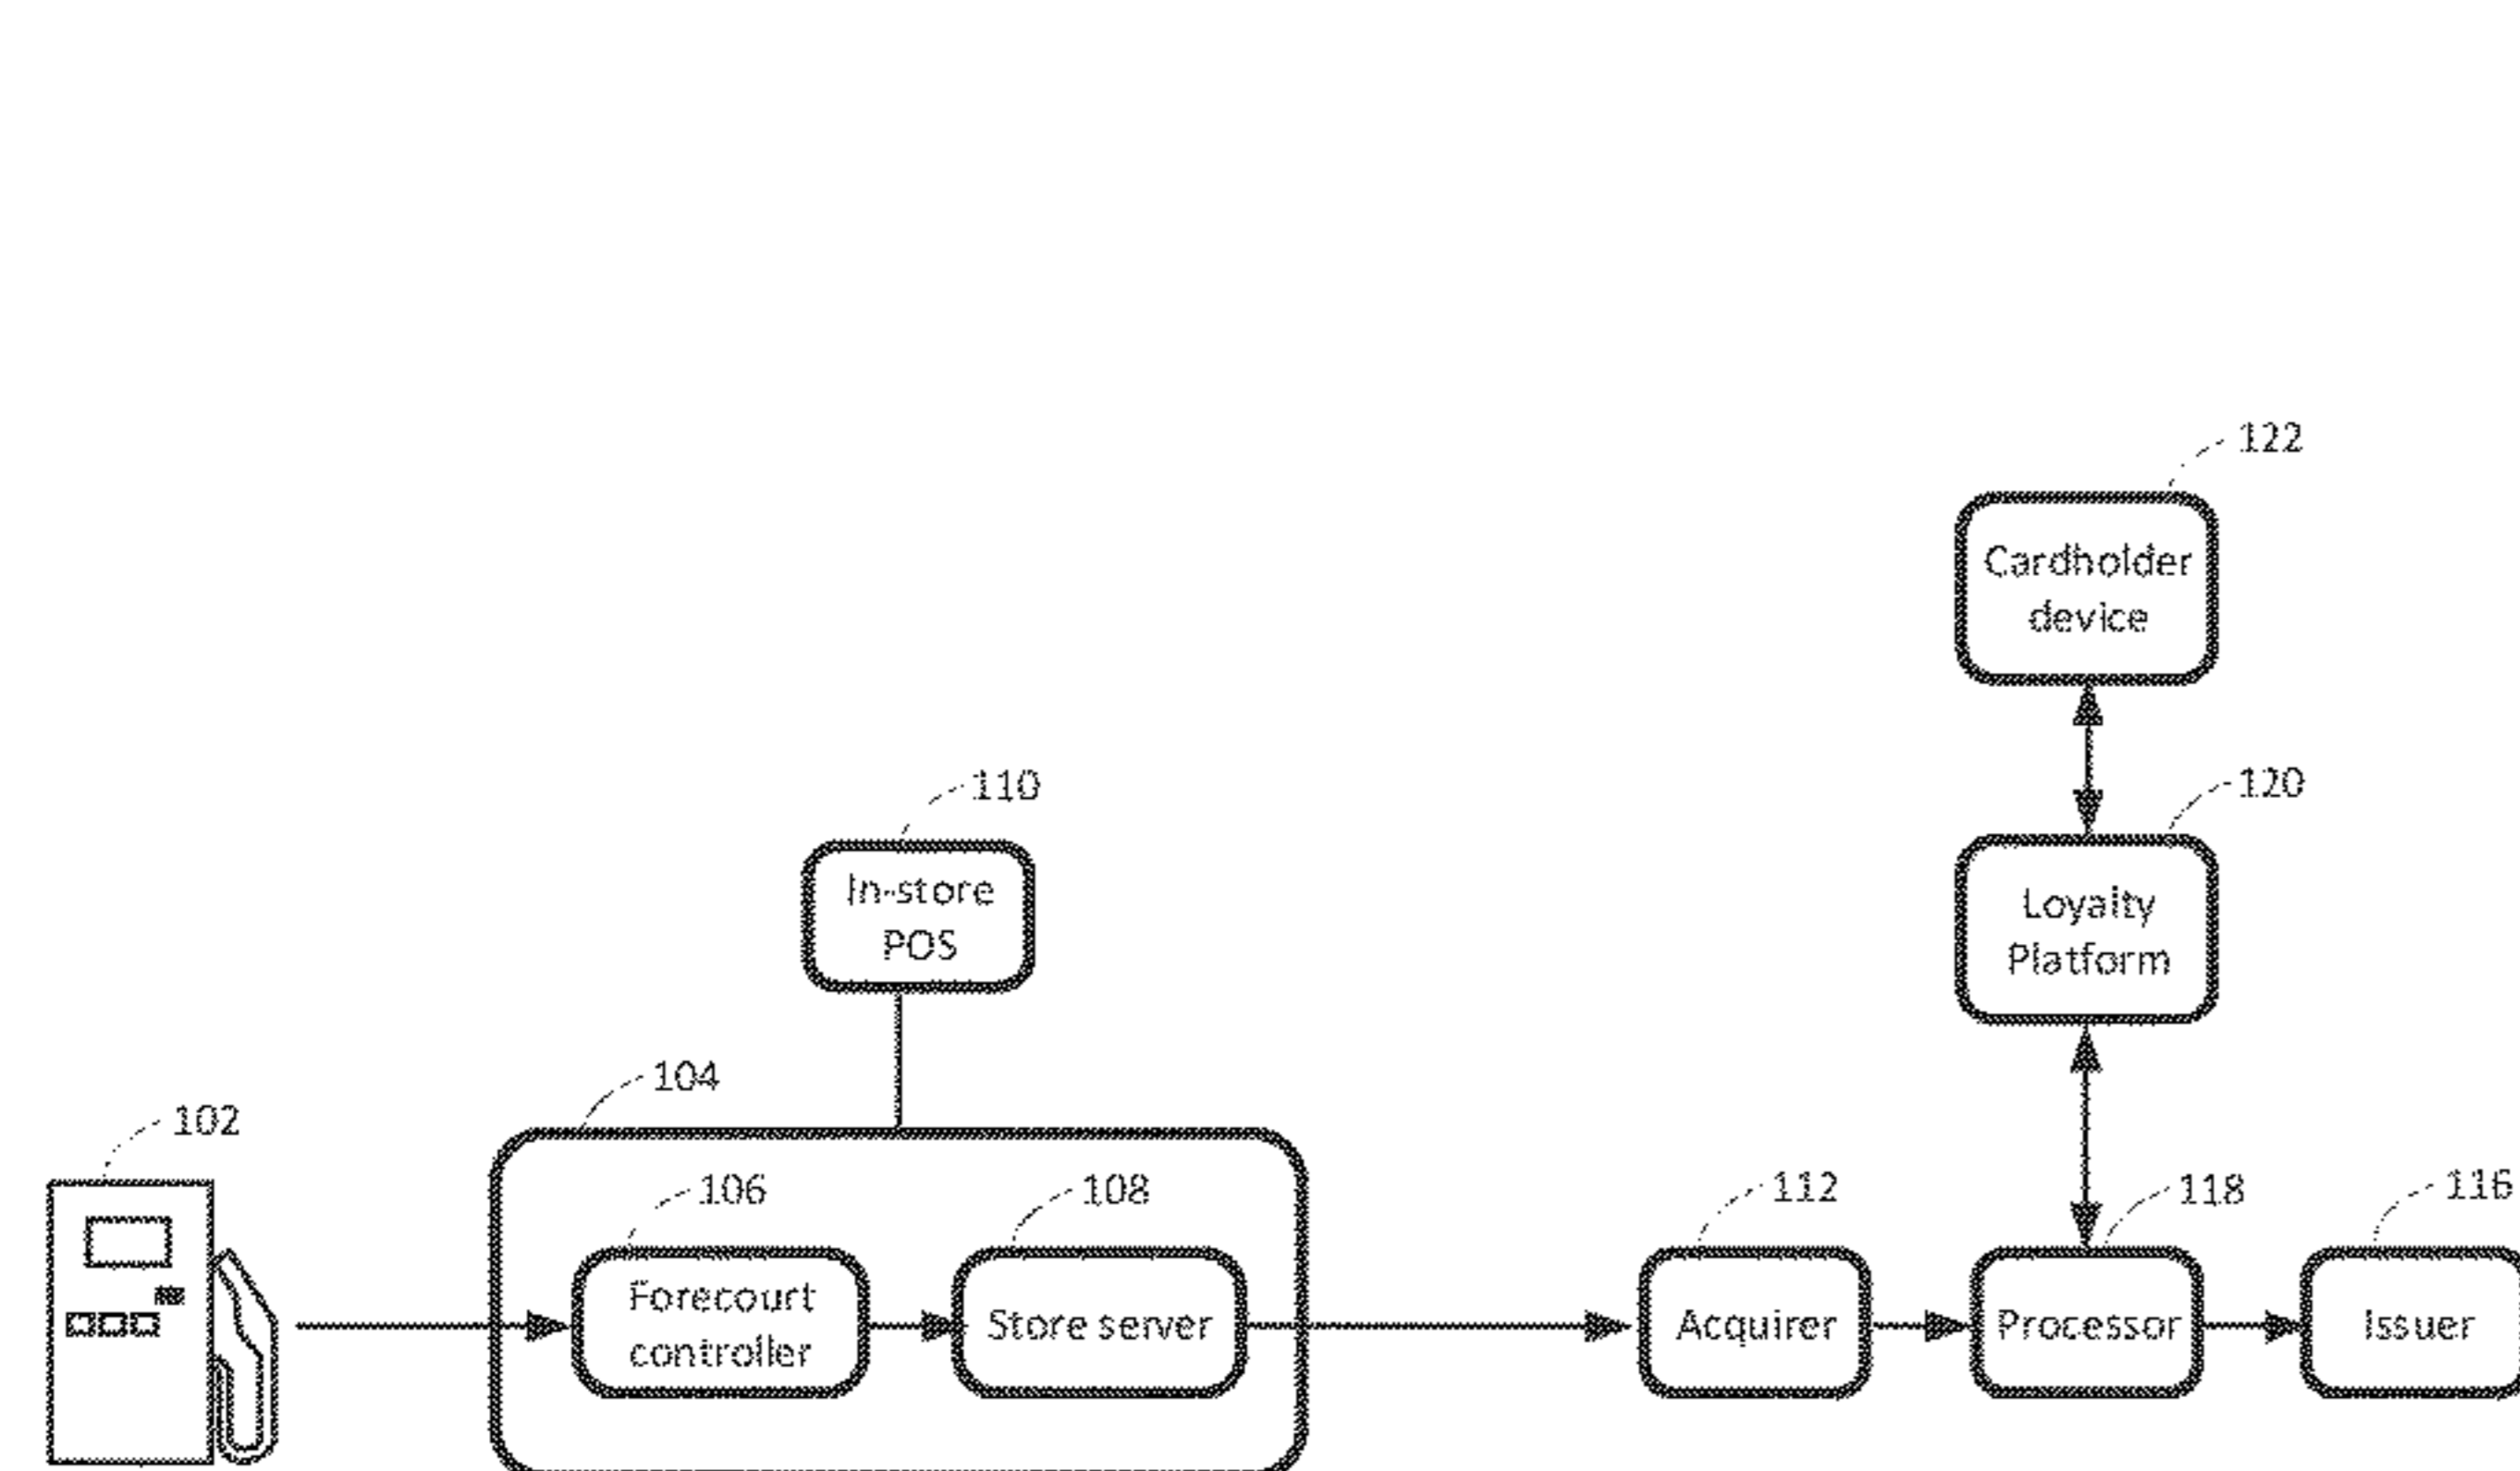 122
Cardholder
device
120
Loyalty
Platform
110
In-store
POS
104
102
106
Forecourt
controller
108
Store server
112
Acquirer
118
Processor
116
Issuer